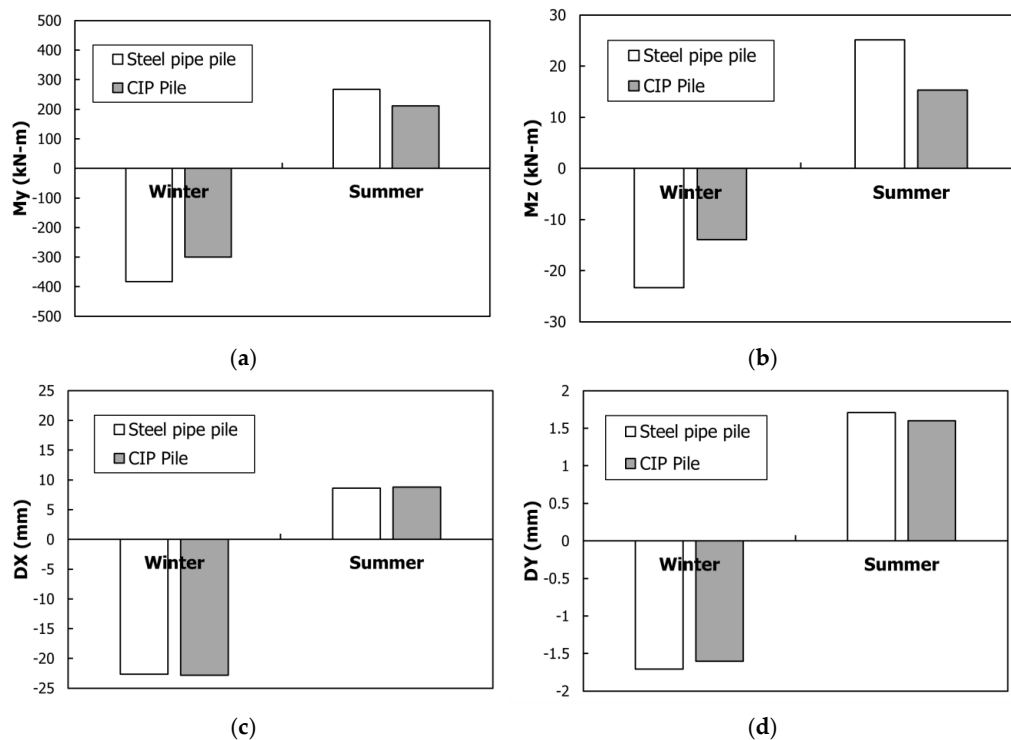 500
400
300
200
100
0
-100
-200
-300
-400
-500
My (kN-m)
Steel pipe pile
CIP Pile
Winter
Summer
(a)
30
20
10
0
-10
-20
-30
Mz (kN-m)
Steel pipe pile
CIP Pile
Winter
Summer
(b)
25
20
15
10
5
0
-5
-10
-15
-20
-25
DX (mm)
Steel pipe pile
CIP Pile
Winter
Summer
(c)
2
1.5
1
0.5
0
-0.5
-1
-1.5
-2
DY (mm)
Steel pipe pile
CIP Pile
Winter
Summer
(d)